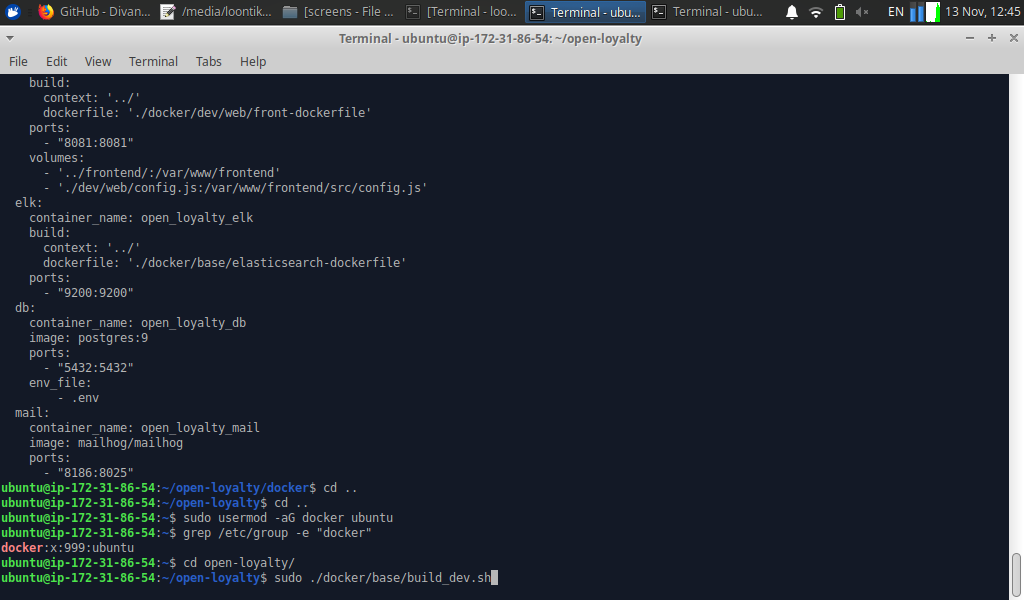 GitHub - Divan... /media/loontik... [screens - File ... [Terminal - loo... Terminal - ubu... Terminal - ubu... EN 13 Nov, 12:45
Terminal - ubuntu@ip-172-31-86-54: ~/open-loyalty
File Edit View Terminal Tabs Help
    build:
      context: '../'
      dockerfile: './docker/dev/web/front-dockerfile'
    ports:
      - "8081:8081"
    volumes:
      - '../frontend/:/var/www/frontend'
      - './dev/web/config.js:/var/www/frontend/src/config.js'
  elk:
    container_name: open_loyalty_elk
    build:
      context: '../'
      dockerfile: './docker/base/elasticsearch-dockerfile'
    ports:
      - "9200:9200"
  db:
    container_name: open_loyalty_db
    image: postgres:9
    ports:
      - "5432:5432"
    env_file:
        - .env
  mail:
    container_name: open_loyalty_mail
    image: mailhog/mailhog
    ports:
      - "8186:8025"
ubuntu@ip-172-31-86-54:~/open-loyalty/docker$ cd ..
ubuntu@ip-172-31-86-54:~/open-loyalty$ cd ..
ubuntu@ip-172-31-86-54:~$ sudo usermod -aG docker ubuntu
ubuntu@ip-172-31-86-54:~$ grep /etc/group -e "docker"
docker:x:999:ubuntu
ubuntu@ip-172-31-86-54:~$ cd open-loyalty/
ubuntu@ip-172-31-86-54:~/open-loyalty$ sudo ./docker/base/build_dev.sh